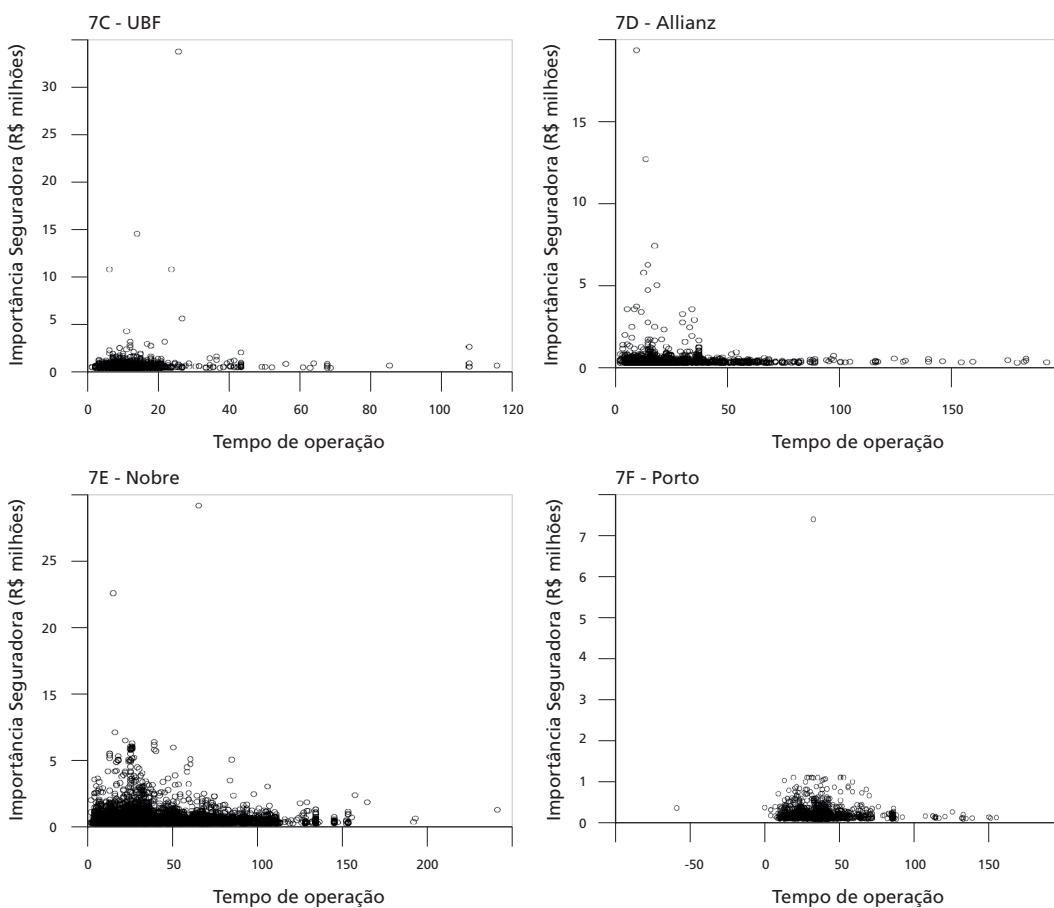 7C - UBF
Importância Seguradora (R$ milhões)
30
25
20
15
10
5
0
0 20 40 60 80 100 120
Tempo de operação
7D - Allianz
Importância Seguradora (R$ milhões)
15
10
5
0
0 50 100 150
Tempo de operação
7E - Nobre
Importância Seguradora (R$ milhões)
25
20
15
5
0
0 50 100 150 200
Tempo de operação
7F - Porto
Importância Seguradora (R$ milhões)
7
6
5
4
3
2
1
0
-50 0 50 100 150
Tempo de operação